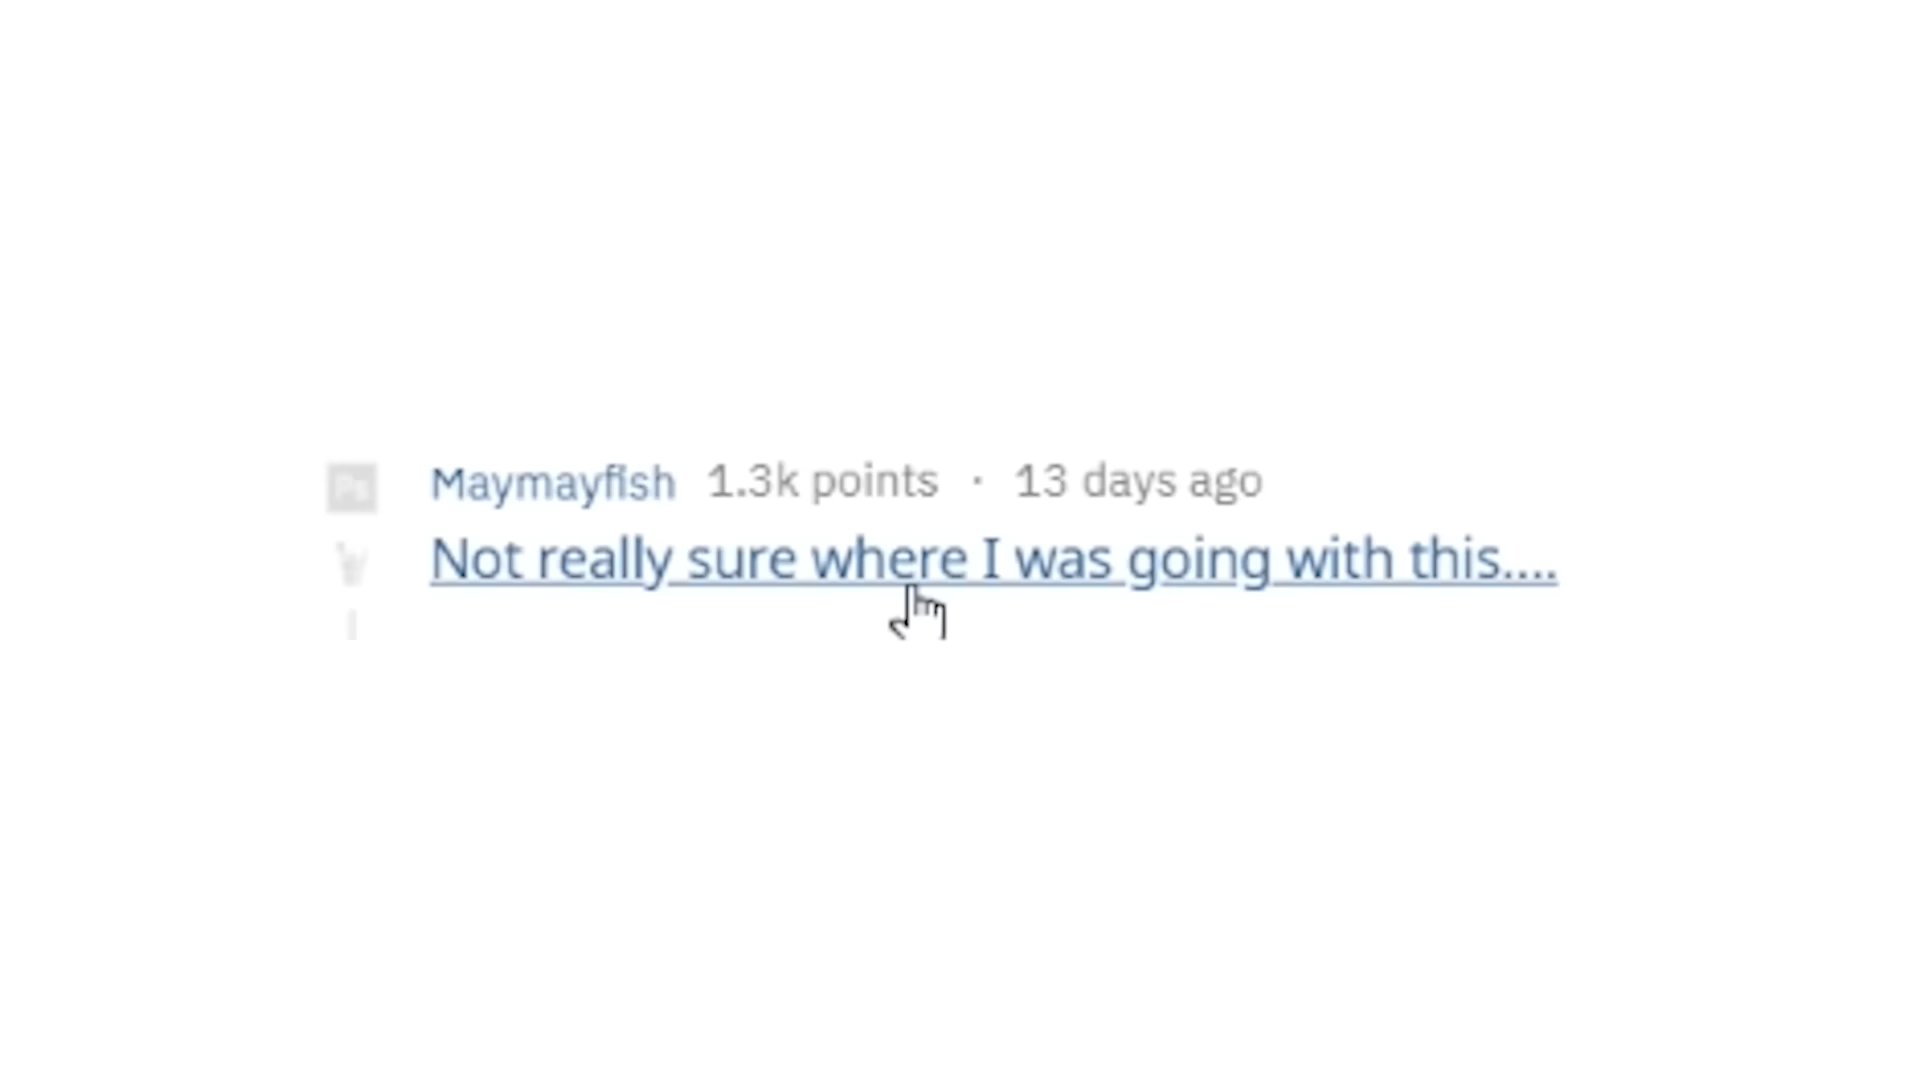 Maymayfish 1.3k points · 13 days ago
Not really sure where I was going with this....